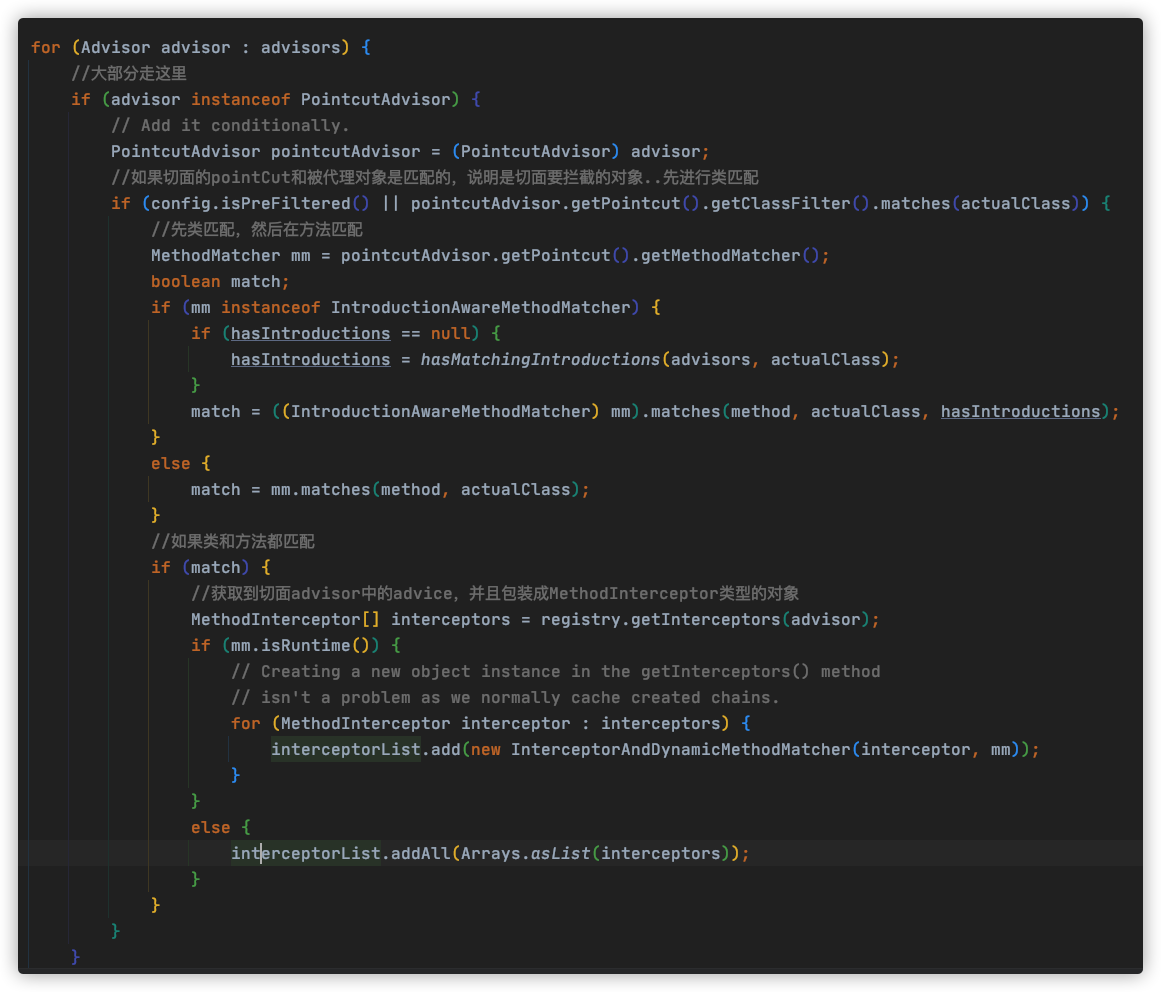 for (Advisor advisor : advisors) {
//大部分走这里
if (advisor instanceof PointcutAdvisor) {
// Add it conditionally.
PointcutAdvisor pointcutAdvisor = (PointcutAdvisor) advisor;
//如果切面的pointCut和被代理对象是匹配的，说明是切面要拦截的对象..先进行类匹配
if (config.isPreFiltered() || pointcutAdvisor.getPointcut().getClassFilter().matches(actualClass)) {
//先类匹配，然后在方法匹配
MethodMatcher mm = pointcutAdvisor.getPointcut().getMethodMatcher();
boolean match;
if (mm instanceof IntroductionAwareMethodMatcher) {
if (hasIntroductions == null) {
hasIntroductions = hasMatchingIntroductions(advisors, actualClass);
}
match = ((IntroductionAwareMethodMatcher) mm).matches(method, actualClass, hasIntroductions);
}
else {
match = mm.matches(method, actualClass);
}
//如果类和方法都匹配
if (match) {
//获取到切面advisor中的advice，并且包装成MethodInterceptor类型的对象
MethodInterceptor[] interceptors = registry.getInterceptors(advisor);
if (mm.isRuntime()) {
// Creating a new object instance in the getInterceptors() method
// isn't a problem as we normally cache created chains.
for (MethodInterceptor interceptor : interceptors) {
interceptorList.add(new InterceptorAndDynamicMethodMatcher(interceptor, mm));
}
}
else {
interceptorList.addAll(Arrays.asList(interceptors));
}
}
}
}